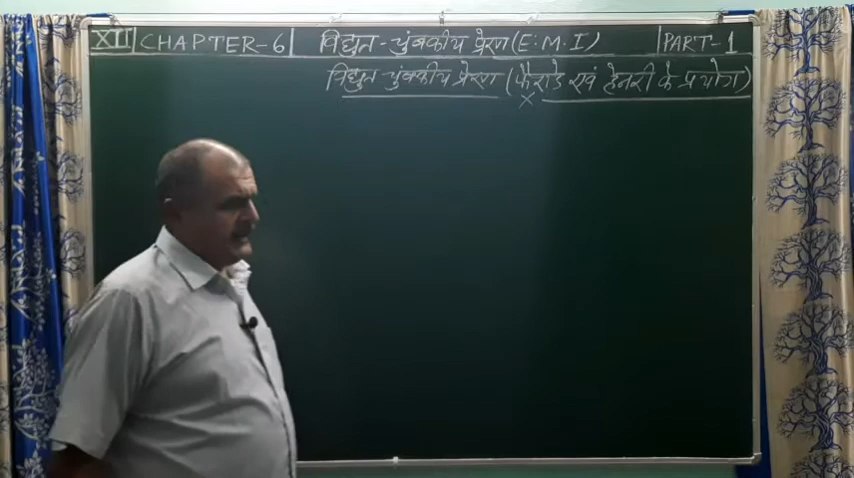 XII CHAPTER-6 विद्युत-चुंबकीय प्रेरण (E.M.I) PART-1
विद्युत चुंबकीय प्रेरण (फैराडे एवं हेनरी के प्रयोग)
x